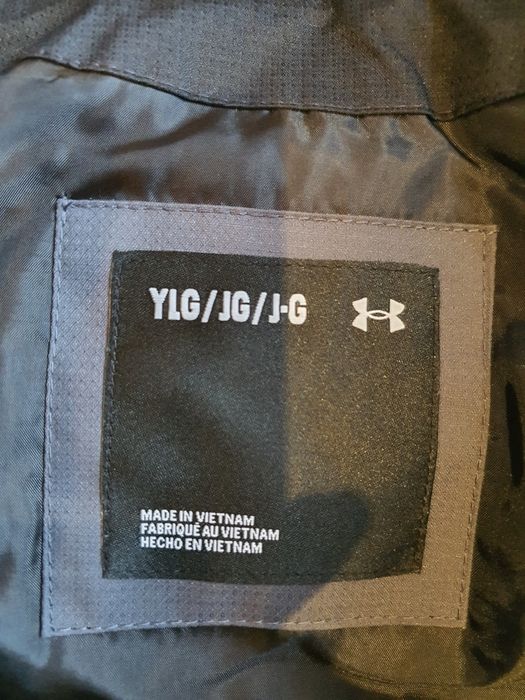 YLG/JG/J-G
MADE IN VIETNAM
FABRIQUÉ AU VIETNAM
HECHO EN VIETNAM